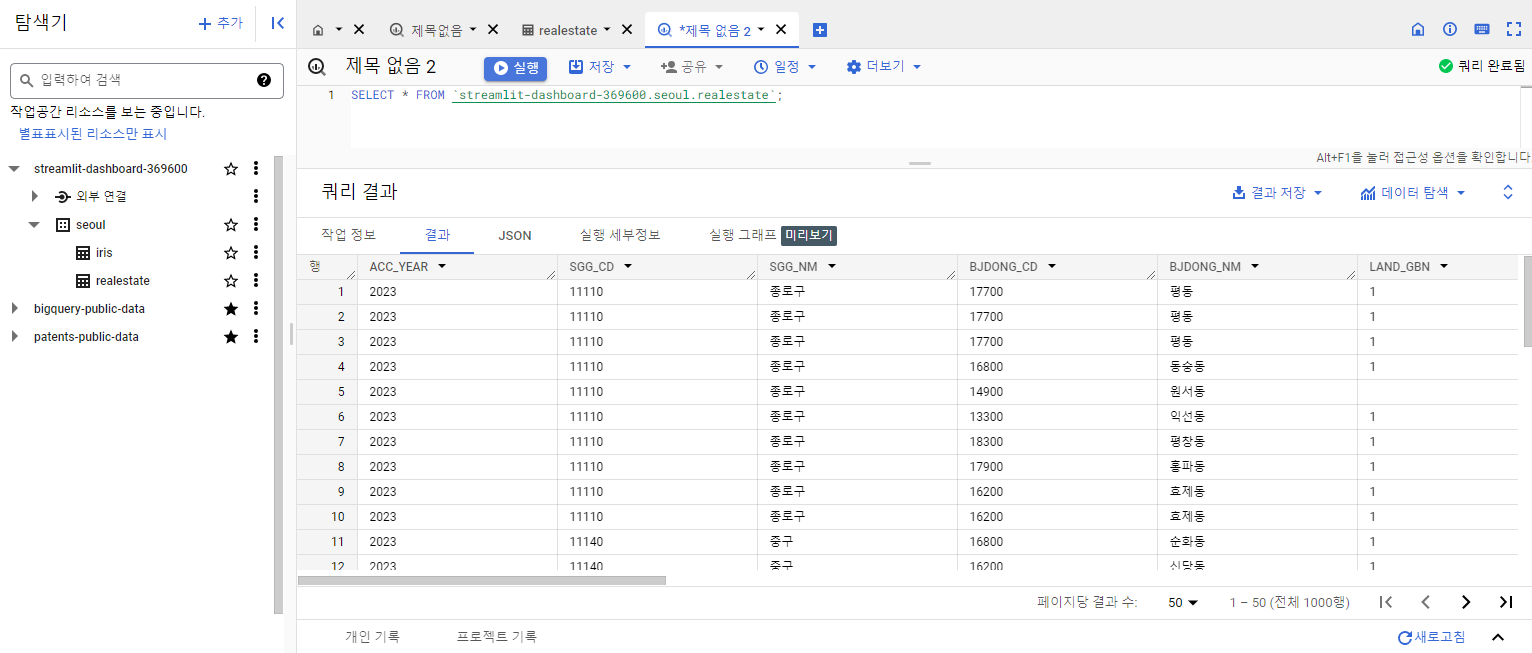 탐색기
+ 추가
입력하여 검색
작업공간 리소스를 보는 중입니다.
별표표시된 리소스만 표시
streamlit-dashboard-369600
외부 연결
seoul
iris
realestate
bigquery-public-data
patents-public-data
제목없음
realestate
*제목 없음 2
제목 없음 2
실행
저장
공유
일정
더보기
쿼리 완료됨
1 SELECT * FROM `streamlit-dashboard-369600.seoul.realestate`;
Alt+F1을 눌러 접근성 옵션을 확인합니다
쿼리 결과
결과 저장
데이터 탐색
작업 정보 결과 JSON 실행 세부정보 실행 그래프 미리보기
행 ACC_YEAR SGG_CD SGG_NM BJDONG_CD BJDONG_NM LAND_GBN
1 2023 11110 종로구 17700 평동 1
2 2023 11110 종로구 17700 평동 1
3 2023 11110 종로구 17700 평동 1
4 2023 11110 종로구 16800 동숭동 1
5 2023 11110 종로구 14900 원서동
6 2023 11110 종로구 13300 익선동 1
7 2023 11110 종로구 18300 평창동 1
8 2023 11110 종로구 17900 홍파동 1
9 2023 11110 종로구 16200 효제동 1
10 2023 11110 종로구 16200 효제동 1
11 2023 11140 중구 16800 순화동 1
12 2023 11140 중구 16200 신당동 1
페이지당 결과 수: 50 1 – 50 (전체 1000행)
개인 기록 프로젝트 기록
새로고침